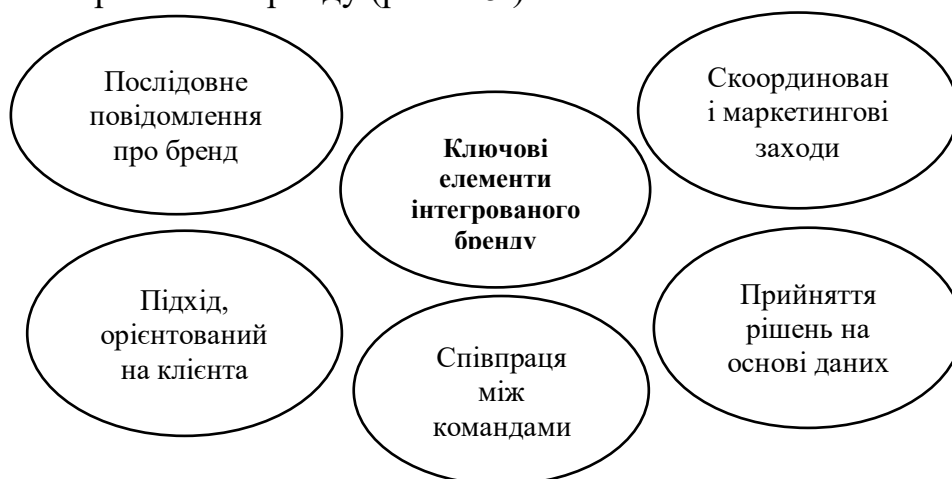 Послідовне
повідомлення
про бренд
Ключові
елементи
інтегрованого
бренду
Скоординован
і маркетингові
заходи
Підхід,
орієнтований
на клієнта
Співпраця
між
командами
Прийняття
рішень на
основі даних